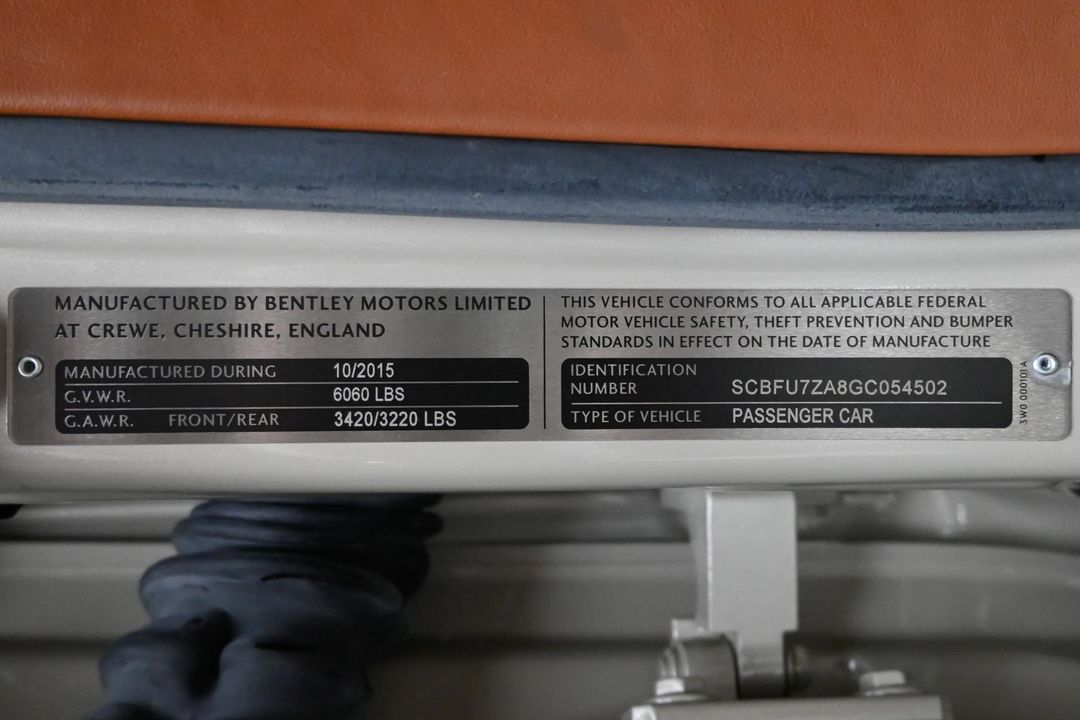 MANUFACTURED BY BENTLEY MOTORS LIMITED
AT CREWE, CHESHIRE, ENGLAND
MANUFACTURED DURING 10/2015
G.V.W.R. 6060 LBS
G.A.W.R. FRONT/REAR 3420/3220 LBS
THIS VEHICLE CONFORMS TO ALL APPLICABLE FEDERAL
MOTOR VEHICLE SAFETY, THEFT PREVENTION AND BUMPER
STANDARDS IN EFFECT ON THE DATE OF MANUFACTURE
IDENTIFICATION
NUMBER SCBFU7ZA8GC054502
TYPE OF VEHICLE PASSENGER CAR
3W0 000101A